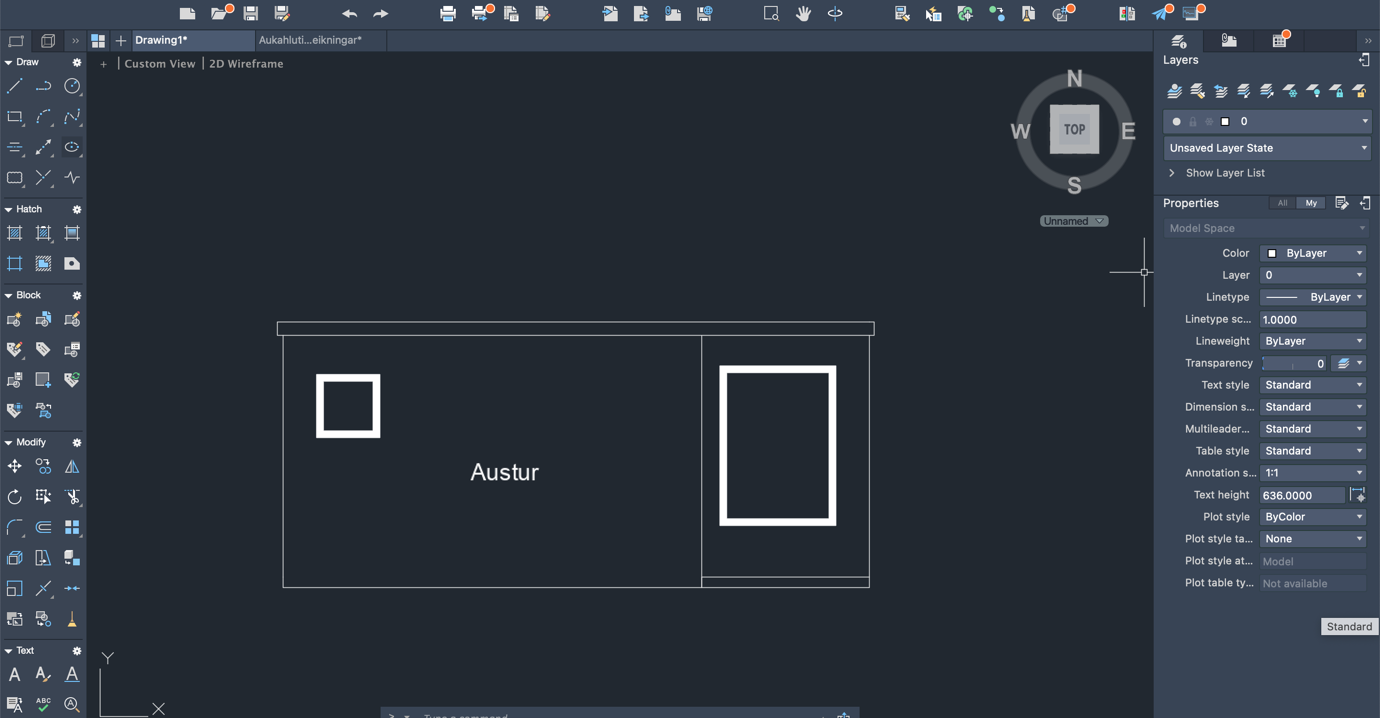 Drawing1*
Aukahluti...eikningar*
Draw
+ | Custom View | 2D Wireframe
Layers
N
W
TOP
E
S
0
Unsaved Layer State
Show Layer List
Hatch
Properties
All
My
Unnamed
Model Space
Color
ByLayer
Layer
0
Block
Linetype
ByLayer
Linetype sc...
1.0000
Lineweight
ByLayer
Transparency
0
Text style
Standard
Dimension s...
Standard
Multileader...
Standard
Modify
Table style
Standard
Austur
Annotation s...
1:1
Text height
636.0000
Plot style
ByColor
Plot style ta...
None
Plot style at...
Model
Plot table ty...
Not available
Standard
Text
Y
A
A
A
ABC
X
Type a command